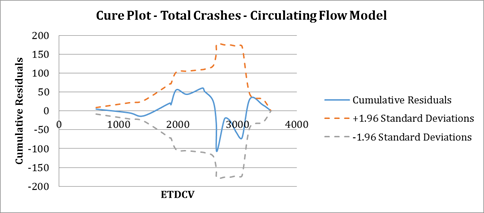 Cure Plot - Total Crashes - Circulating Flow Model
200
150
100
50
0
-50
-100
-150
-200
Cumulative Residuals
0 1000 2000 3000 4000
ETDCV
Cumulative Residuals
+1.96 Standard Deviations
-1.96 Standard Deviations